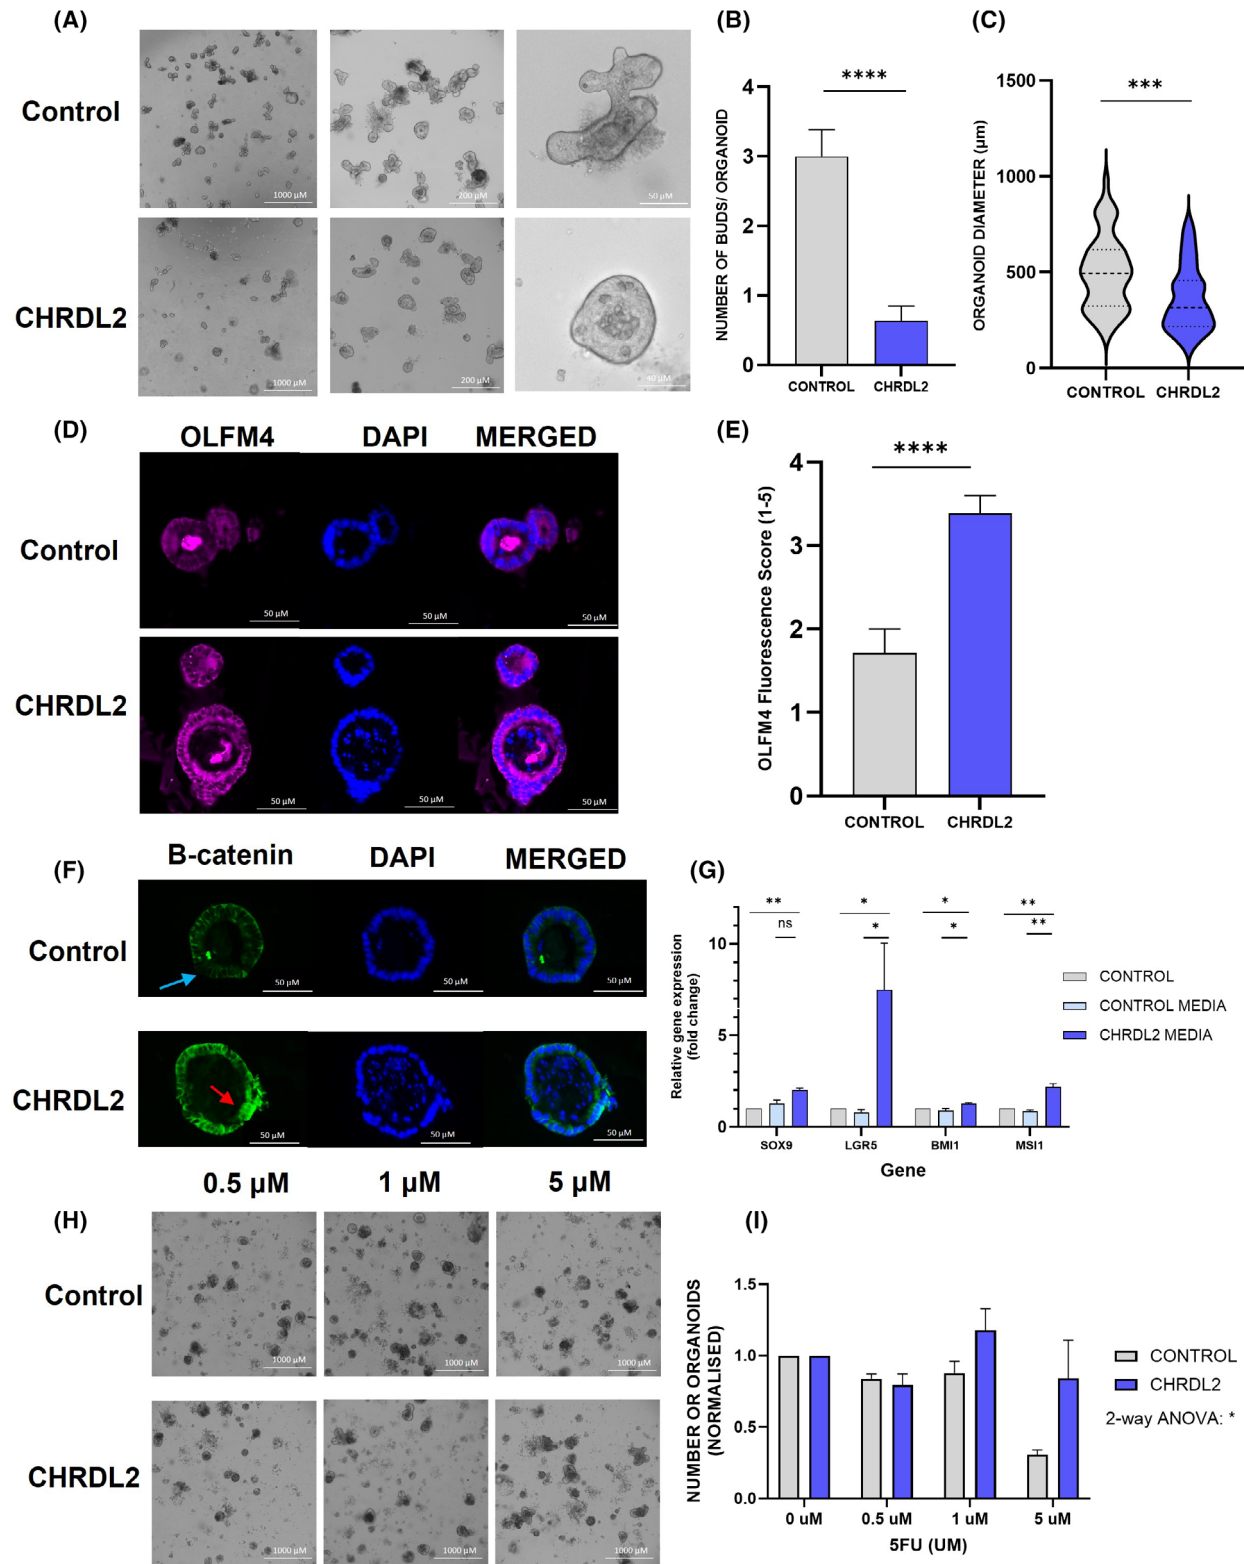 (A)
Control
1000 µM
200 µM
50 µM
CHRDL2
1000 µM
200 µM
40 µM
(B)
NUMBER OF BUDS/ ORGANOID
4
3
2
1
0
****
CONTROL
CHRDL2
(C)
ORGANOID DIAMETER (µm)
1500
1000
500
0
***
CONTROL
CHRDL2
(D)
OLFM4 DAPI MERGED
Control
50 µM
50 µM
50 µM
CHRDL2
50 µM
50 µM
50 µM
(E)
OLFM4 Fluorescence Score (1-5)
4
3
2
1
0
****
CONTROL
CHRDL2
(F)
B-catenin DAPI MERGED
Control
50 µM
50 µM
50 µM
CHRDL2
50 µM
50 µM
50 µM
(G)
Relative gene expression
(fold change)
10
5
0
**
ns
*
*
*
*
**
**
SOX9
LGR5
BMI1
MSI1
Gene
CONTROL
CONTROL MEDIA
CHRDL2 MEDIA
(H)
0.5 µM 1 µM 5 µM
Control
1000 µM
1000 µM
1000 µM
CHRDL2
1000 µM
1000 µM
1000 µM
(I)
NUMBER OR ORGANOIDS
(NORMALISED)
1.5
1.0
0.5
0.0
0 uM
0.5 uM
1 uM
5 uM
5FU (UM)
CONTROL
CHRDL2
2-way ANOVA: *